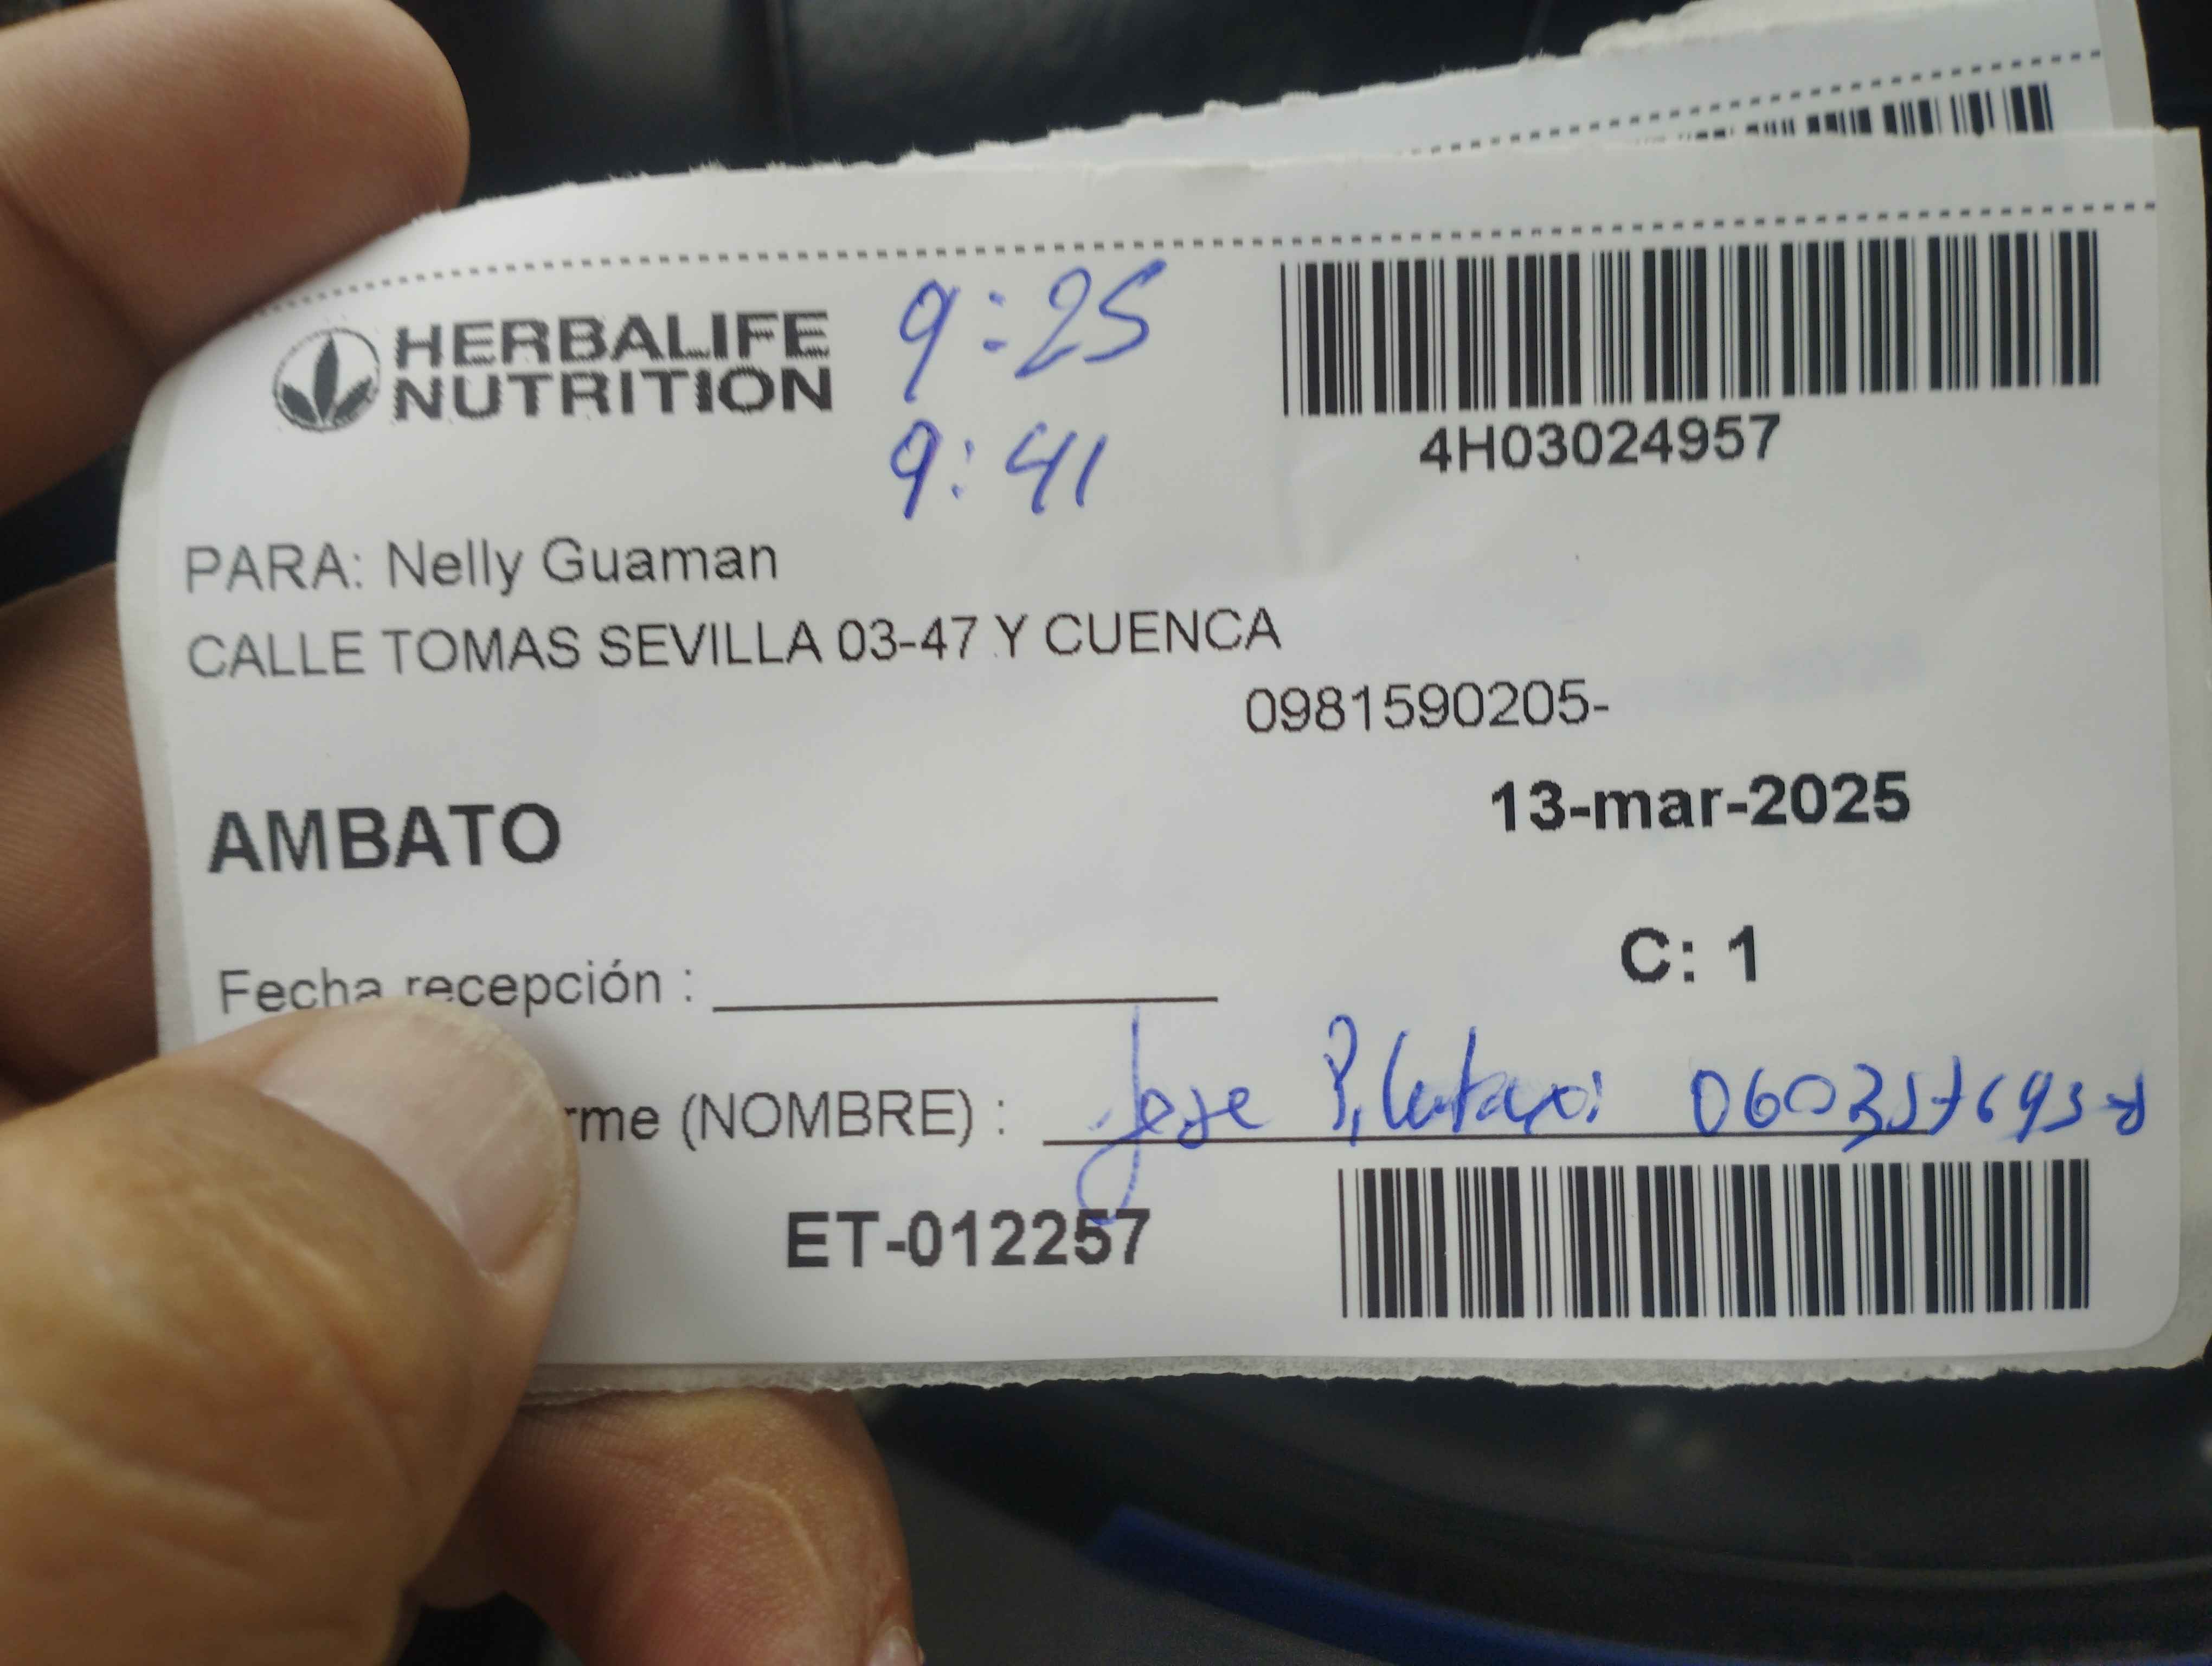 HERBALIFE
NUTRITION
9:25
9:41
4H03024957
PARA: Nelly Guaman
CALLE TOMAS SEVILLA 03-47 Y CUENCA
0981590205-
AMBATO
13-mar-2025
Fecha recepción :
C: 1
rme (NOMBRE) : Jose
ET-012257